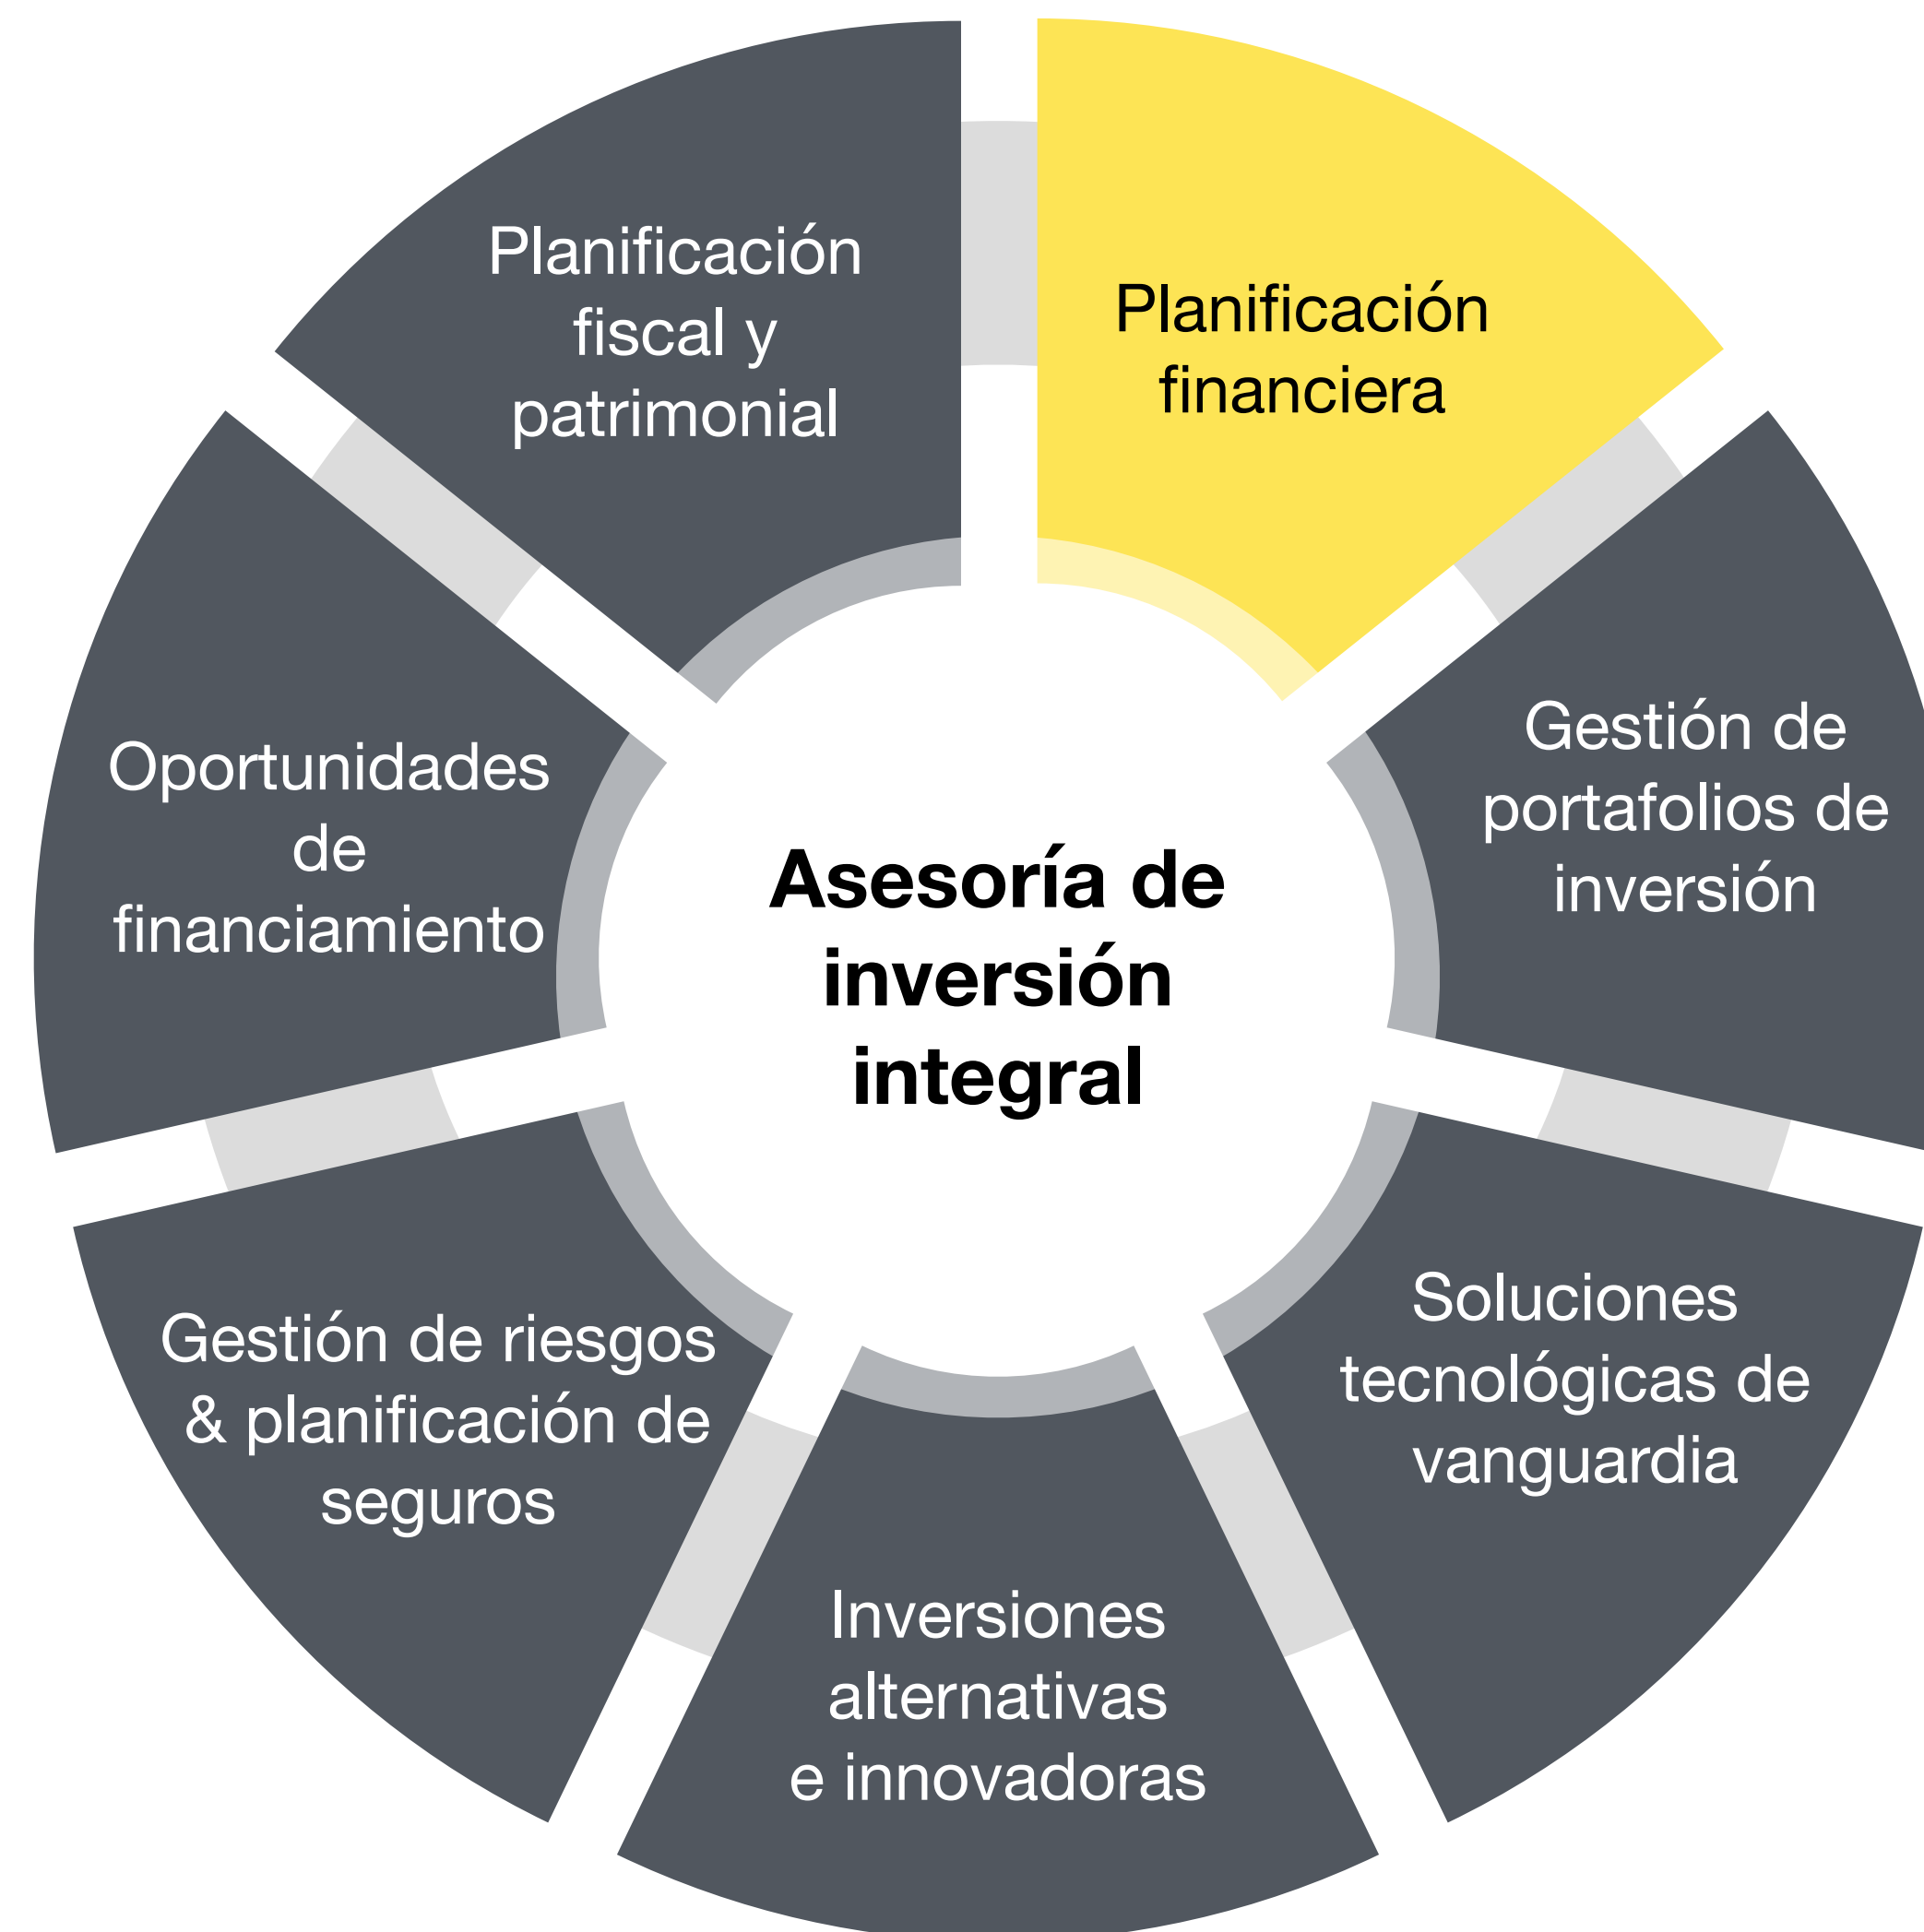 Planificación
fiscal y
patrimonial
Planificación
financiera
Gestión de
portafolios de
inversión
Oportunidades
de
financiamiento
Asesoría de
inversión
integral
Soluciones
tecnológicas de
vanguardia
Gestión de riesgos
& planificación de
seguros
Inversiones
alternativas
e innovadoras